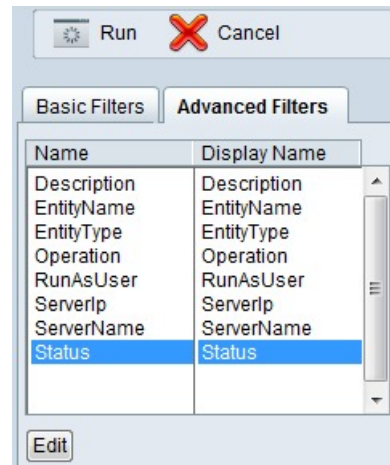 Run Cancel
Basic Filters Advanced Filters
Name Display Name
Description Description
EntityName EntityName
EntityType EntityType
Operation Operation
RunAsUser RunAsUser
ServerIp ServerIp
ServerName ServerName
Status Status
Edit